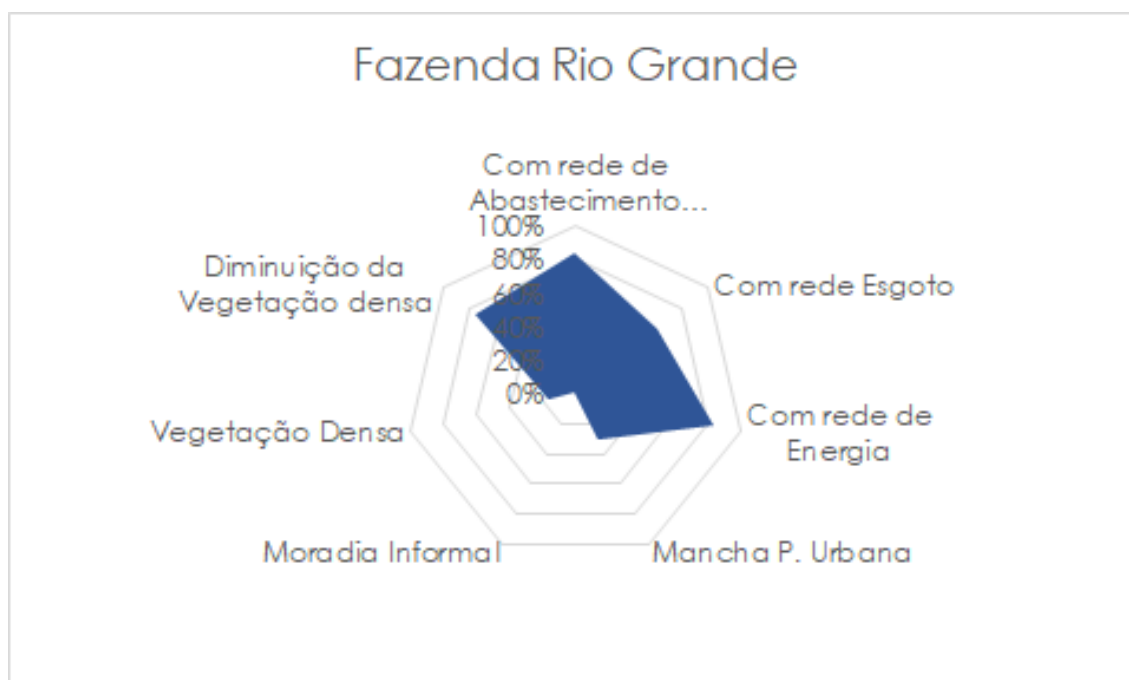 Fazenda Rio Grande
Com rede de
Abastecimento...
100%
80%
60%
40%
20%
0%
Com rede Esgoto
Com rede de
Energia
Mancha P. Urbana
Moradia Informal
Vegetação Densa
Diminuição da
Vegetação densa